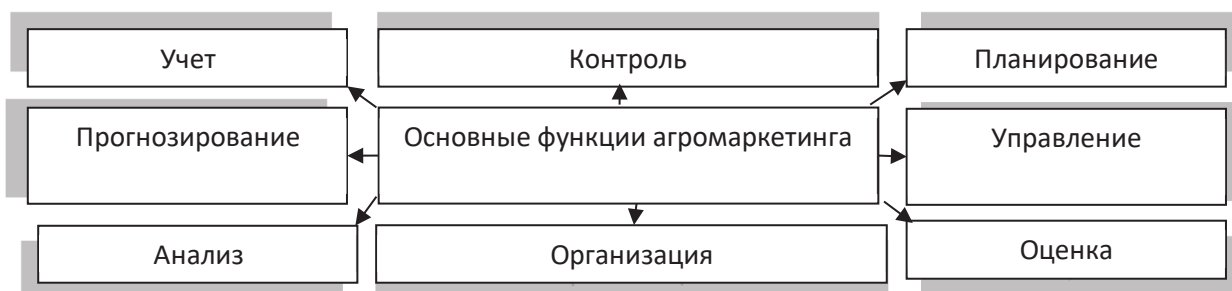 Учет
Контроль
Планирование
Прогнозирование
Основные функции агромаркетинга
Управление
Анализ
Организация
Оценка